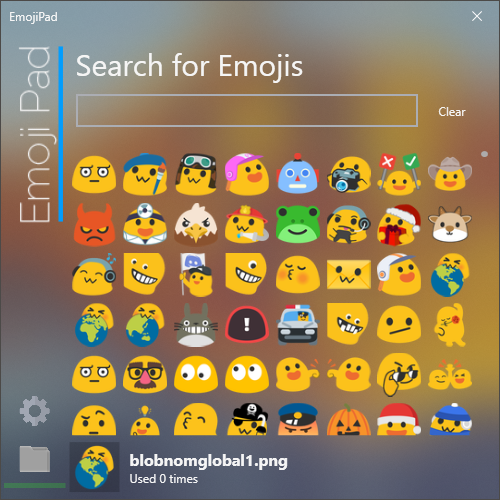 EmojiPad
Emoji Pad
Search for Emojis
Clear
!
blobnomglobal1.png
Used 0 times